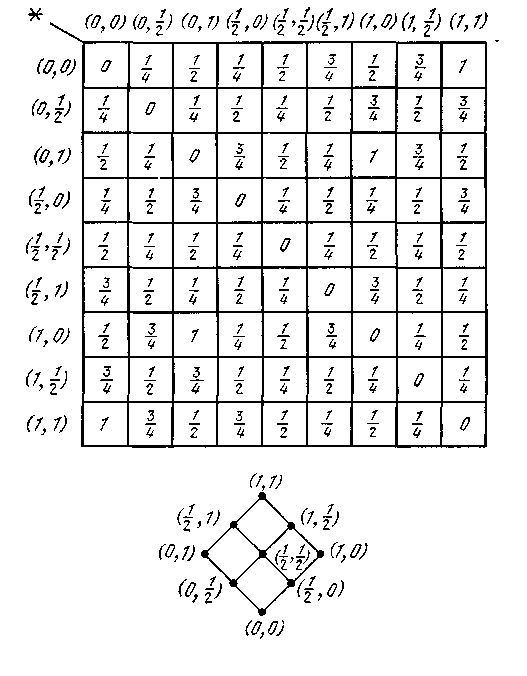 * (0,0) (0,1/2) (0,1) (1/2,0) (1/2,1/2) (1/2,1) (1,0) (1,1/2) (1,1)
(0,0) 0 1/4 1/2 1/4 1/2 3/4 1/2 3/4 1
(0,1/2) 1/4 0 1/4 1/2 1/4 1/2 3/4 1/2 3/4
(0,1) 1/2 1/4 0 3/4 1/2 1/4 1 3/4 1/2
(1/2,0) 1/4 1/2 3/4 0 1/4 1/2 1/4 1/2 3/4
(1/2,1/2) 1/2 1/4 1/2 1/4 0 1/4 1/2 1/4 1/2
(1/2,1) 3/4 1/2 1/4 1/2 1/4 0 3/4 1/2 1/4
(1,0) 1/2 3/4 1 1/4 1/2 3/4 0 1/4 1/2
(1,1/2) 3/4 1/2 3/4 1/2 1/4 1/2 1/4 0 1/4
(1,1) 1 3/4 1/2 3/4 1/2 1/4 1/2 1/4 0
(1,1)
(1/2,1) (1,1/2)
(0,1) (1/2,1/2) (1,0)
(0,1/2) (1/2,0)
(0,0)